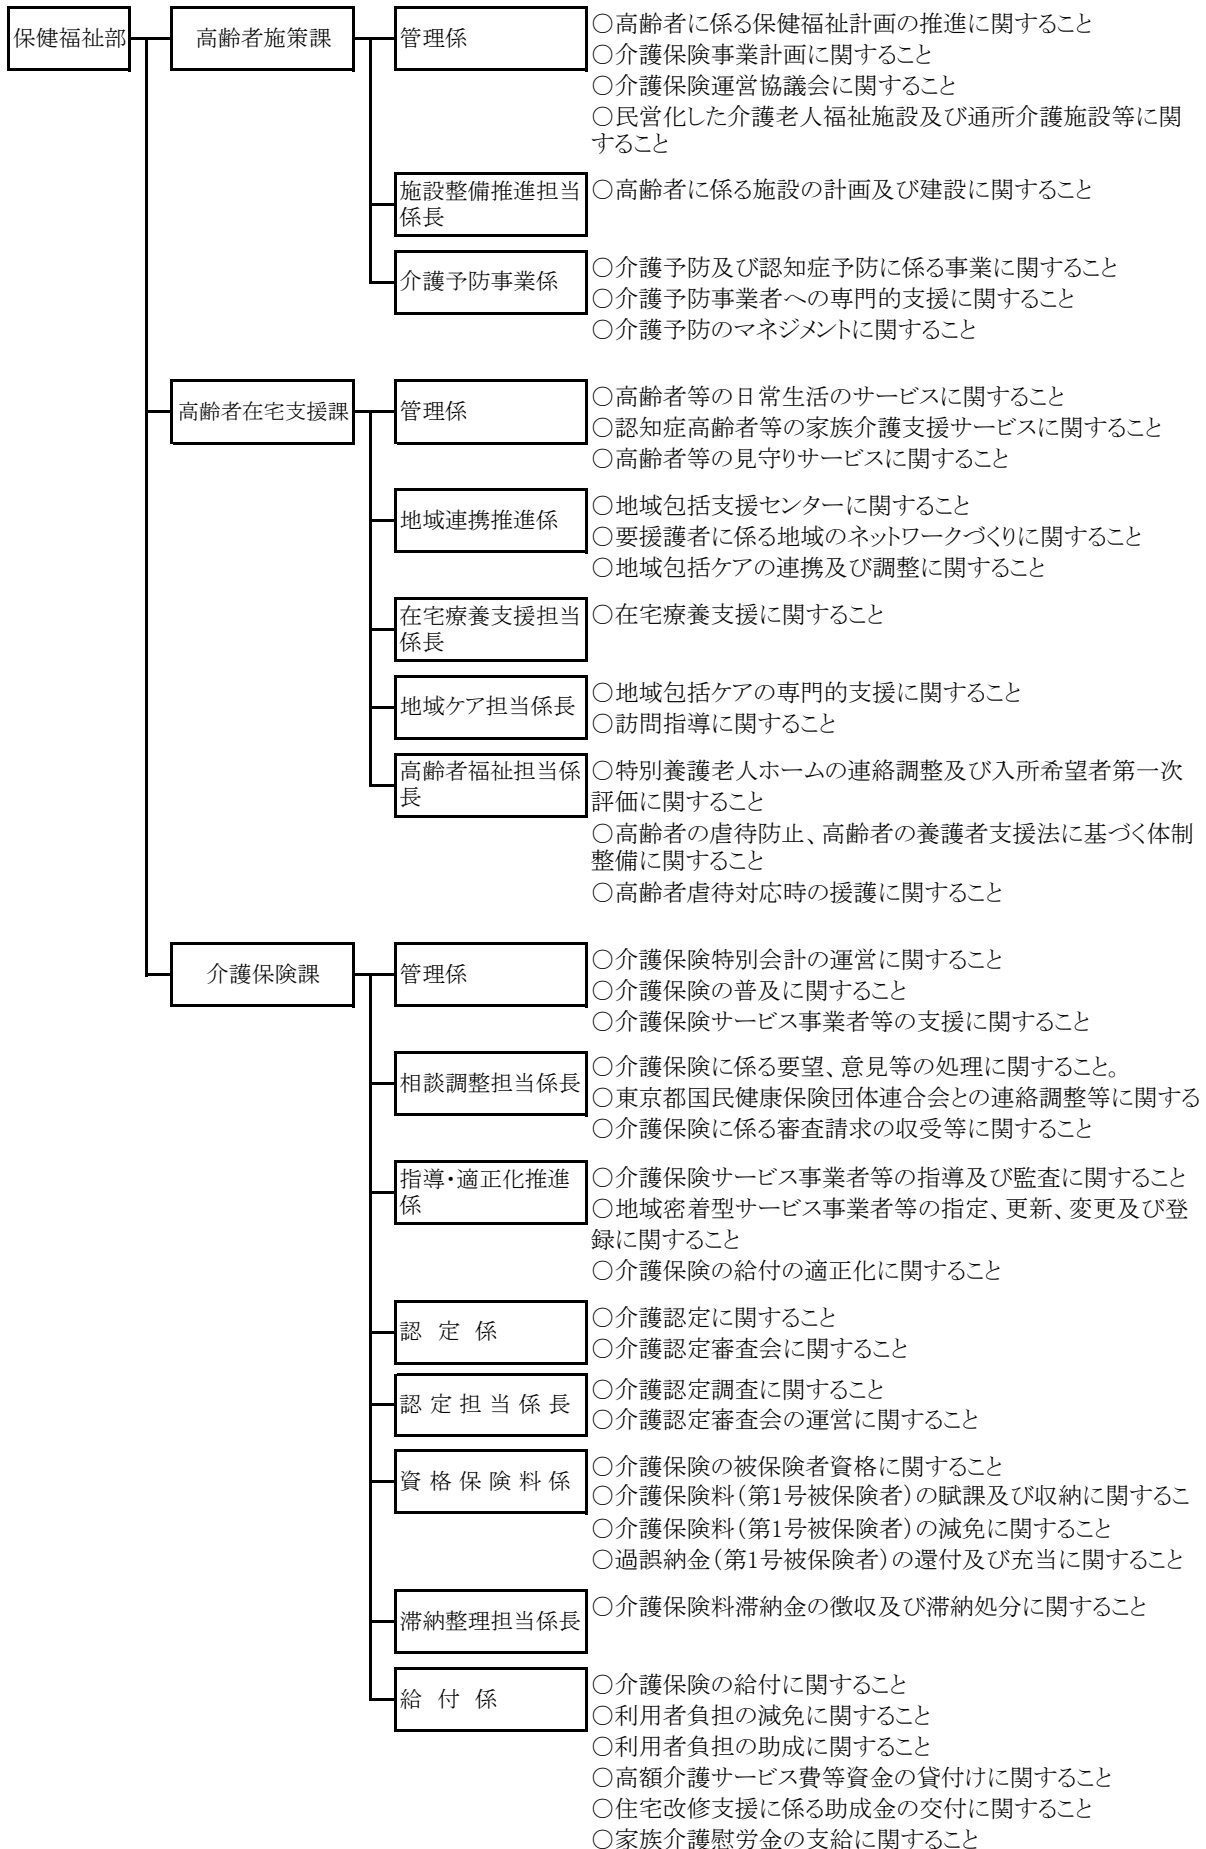 保健福祉部
高齢者施策課
管理係
○高齢者に係る保健福祉計画の推進に関すること
○介護保険事業計画に関すること
○介護保険運営協議会に関すること
○民営化した介護老人福祉施設及び通所介護施設等に関
すること
施設整備推進担当
係長
○高齢者に係る施設の計画及び建設に関すること
介護予防事業係
○介護予防及び認知症予防に係る事業に関すること
○介護予防事業者への専門的支援に関すること
○介護予防のマネジメントに関すること
高齢者在宅支援課
管理係
○高齢者等の日常生活のサービスに関すること
○認知症高齢者等の家族介護支援サービスに関すること
○高齢者等の見守りサービスに関すること
地域連携推進係
○地域包括支援センターに関すること
○要援護者に係る地域のネットワークづくりに関すること
○地域包括ケアの連携及び調整に関すること
在宅療養支援担当
係長
○在宅療養支援に関すること
地域ケア担当係長
○地域包括ケアの専門的支援に関すること
○訪問指導に関すること
高齢者福祉担当係
長
○特別養護老人ホームの連絡調整及び入所希望者第一次
評価に関すること
○高齢者の虐待防止、高齢者の養護者支援法に基づく体制
整備に関すること
○高齢者虐待対応時の援護に関すること
介護保険課
管理係
○介護保険特別会計の運営に関すること
○介護保険の普及に関すること
○介護保険サービス事業者等の支援に関すること
相談調整担当係長
○介護保険に係る要望、意見等の処理に関すること。
○東京都国民健康保険団体連合会との連絡調整等に関する
○介護保険に係る審査請求の収受等に関すること
指導・適正化推進
係
○介護保険サービス事業者等の指導及び監査に関すること
○地域密着型サービス事業者等の指定、更新、変更及び登
録に関すること
○介護保険の給付の適正化に関すること
認 定 係
○介護認定に関すること
○介護認定審査会に関すること
認 定 担 当 係 長
○介護認定調査に関すること
○介護認定審査会の運営に関すること
資 格 保 険 料 係
○介護保険の被保険者資格に関すること
○介護保険料(第1号被保険者)の賦課及び収納に関するこ
○介護保険料(第1号被保険者)の減免に関すること
○過誤納金(第1号被保険者)の還付及び充当に関すること
滞納整理担当係長
○介護保険料滞納金の徴収及び滞納処分に関すること
給 付 係
○介護保険の給付に関すること
○利用者負担の減免に関すること
○利用者負担の助成に関すること
○高額介護サービス費等資金の貸付けに関すること
○住宅改修支援に係る助成金の交付に関すること
○家族介護慰労金の支給に関すること